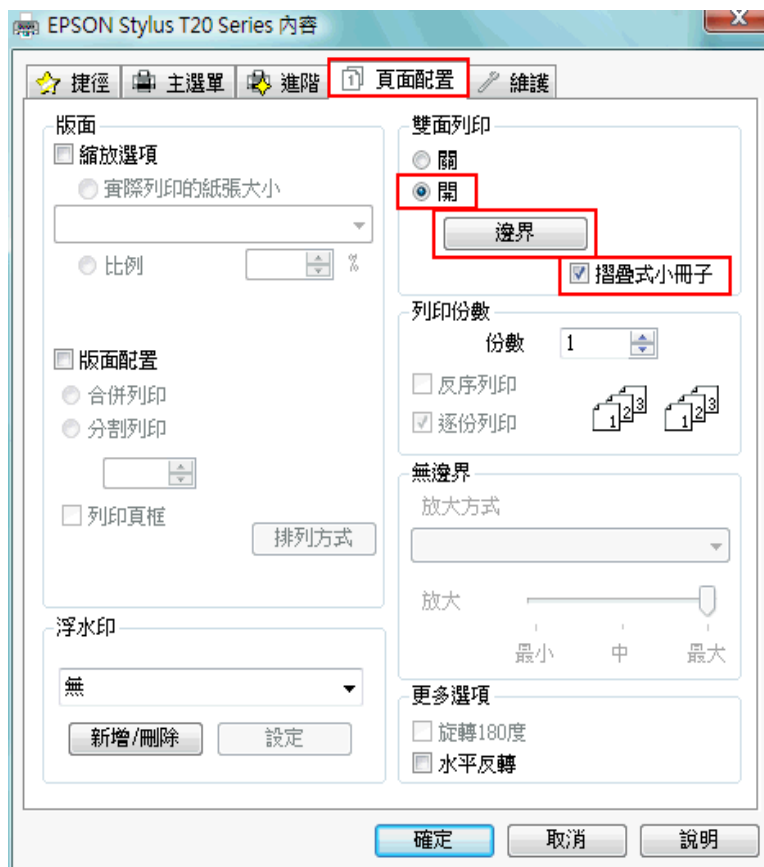 EPSON Stylus T20 Series 內容
捷徑
主選單
進階
頁面配置
維護
版面
縮放選項
實際列印的紙張大小
比例
%
版面配置
合併列印
分割列印
列印頁框
排列方式
浮水印
無
新增/刪除
設定
雙面列印
關
開
邊界
摺疊式小冊子
列印份數
份數 1
反序列印
逐份列印
1 2 3 1 2 3
無邊界
放大方式
放大
最小 中 最大
更多選項
旋轉180度
水平反轉
確定 取消 說明